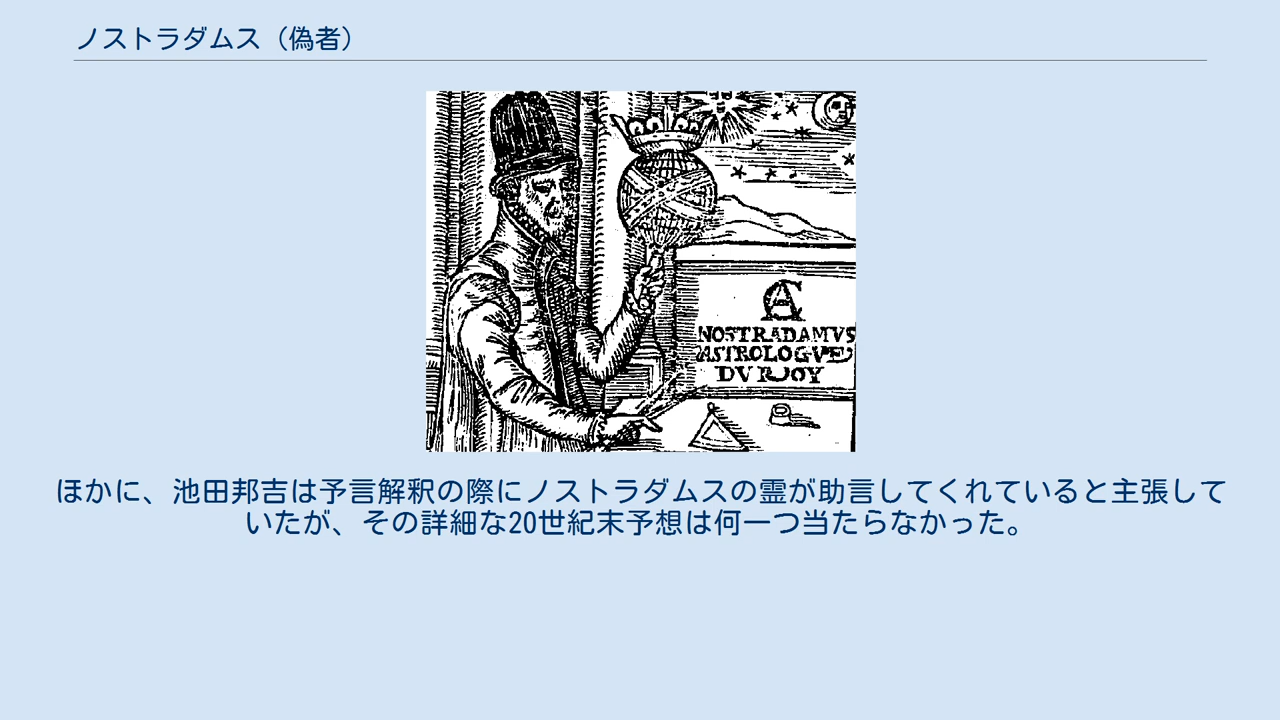 ノストラダムス（偽者）
CA
NOSTRADAMVS
ASTROLOGVE
DV ROY
ほかに、池田邦吉は予言解釈の際にノストラダムスの霊が助言してくれていると主張して
いたが、その詳細な20世紀末予想は何一つ当たらなかった。